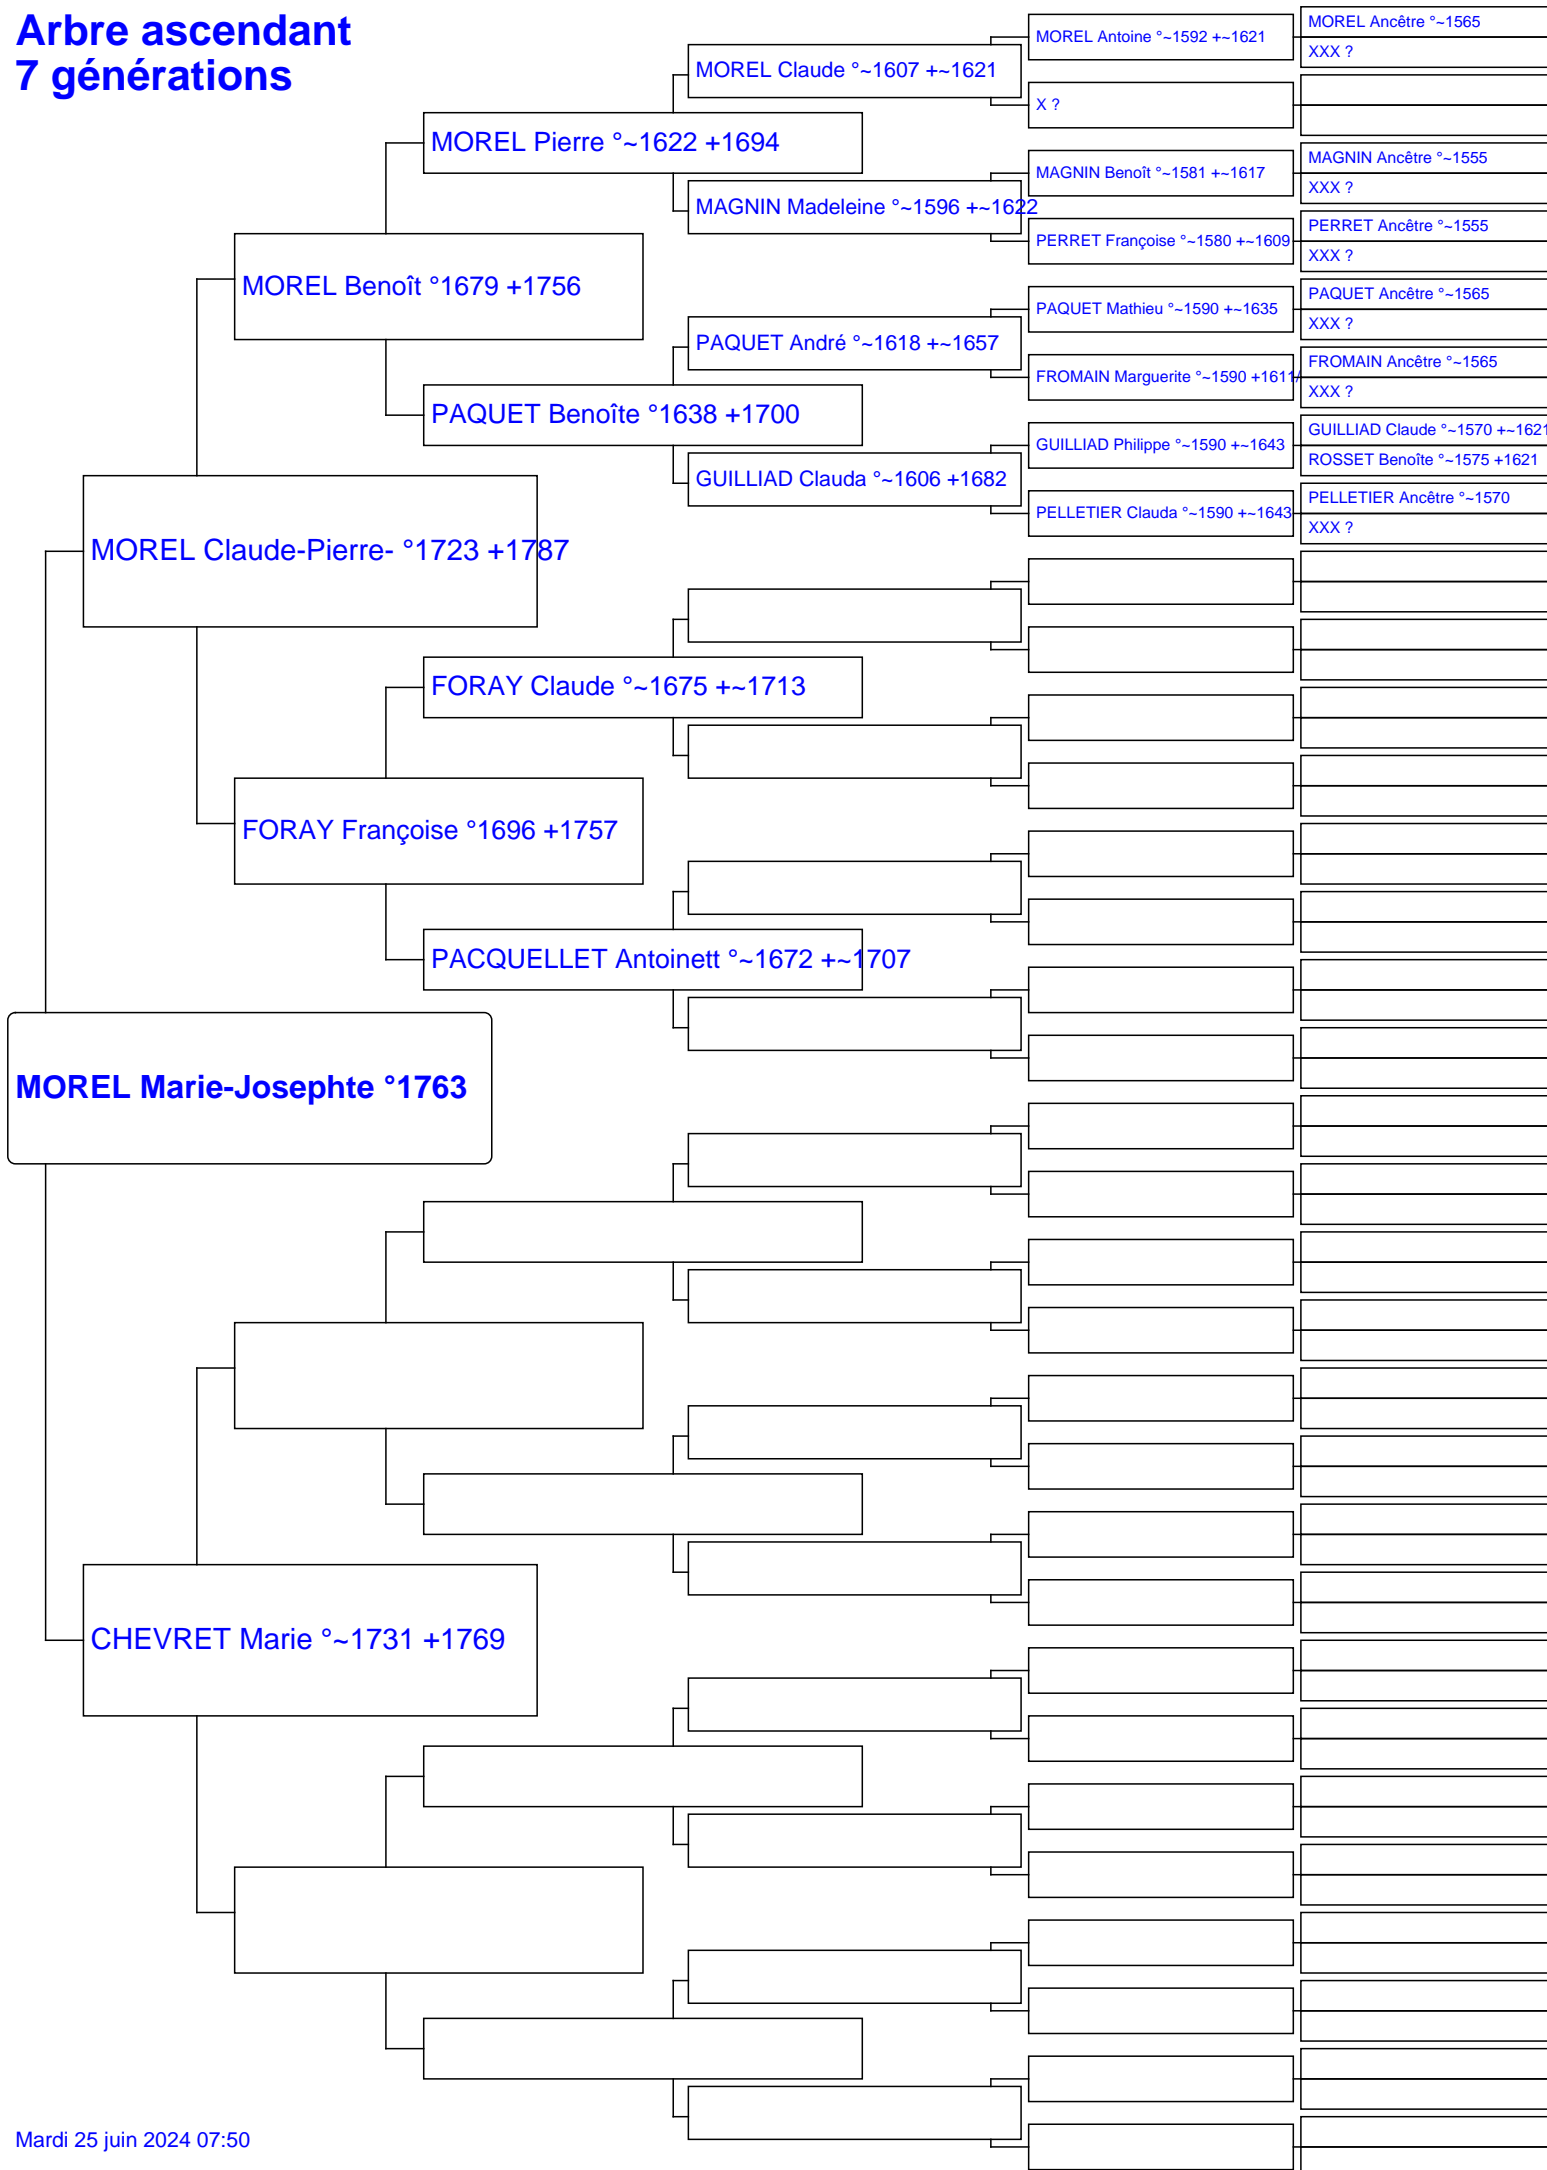 Arbre ascendant
7 générations
MOREL Antoine °~1592 +~1621
MOREL Ancêtre °~1565
XXX ?
MOREL Claude °~1607 +~1621
X ?
MOREL Pierre °~1622 +1694
MAGNIN Benoît °~1581 +~1617
MAGNIN Ancêtre °~1555
XXX ?
MAGNIN Madeleine °~1596 +~1622
PERRET Françoise °~1580 +~1609
PERRET Ancêtre °~1555
XXX ?
MOREL Benoît °1679 +1756
PAQUET Mathieu °~1590 +~1635
PAQUET Ancêtre °~1565
XXX ?
PAQUET André °~1618 +~1657
FROMAIN Marguerite °~1590 +1611/
FROMAIN Ancêtre °~1565
XXX ?
PAQUET Benoîte °1638 +1700
GUILLIAD Philippe °~1590 +~1643
GUILLIAD Claude °~1570 +~1621
ROSSET Benoîte °~1575 +1621
GUILLIAD Clauda °~1606 +1682
PELLETIER Clauda °~1590 +~1643
PELLETIER Ancêtre °~1570
XXX ?
MOREL Claude-Pierre- °1723 +1787
FORAY Claude °~1675 +~1713
FORAY Françoise °1696 +1757
PACQUELLET Antoinett °~1672 +~1707
MOREL Marie-Josephte °1763
CHEVRET Marie °~1731 +1769
Mardi 25 juin 2024 07:50